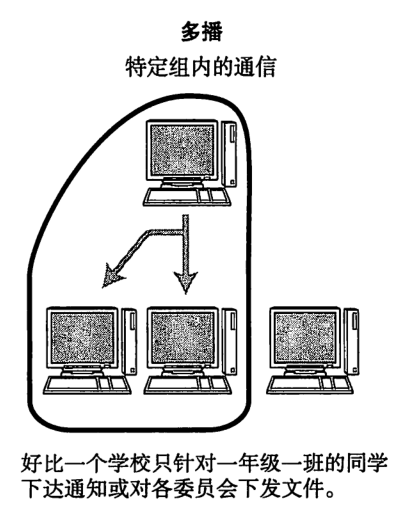 多播
特定组内的通信
好比一个学校只针对一年级一班的同学
下达通知或对各委员会下发文件。